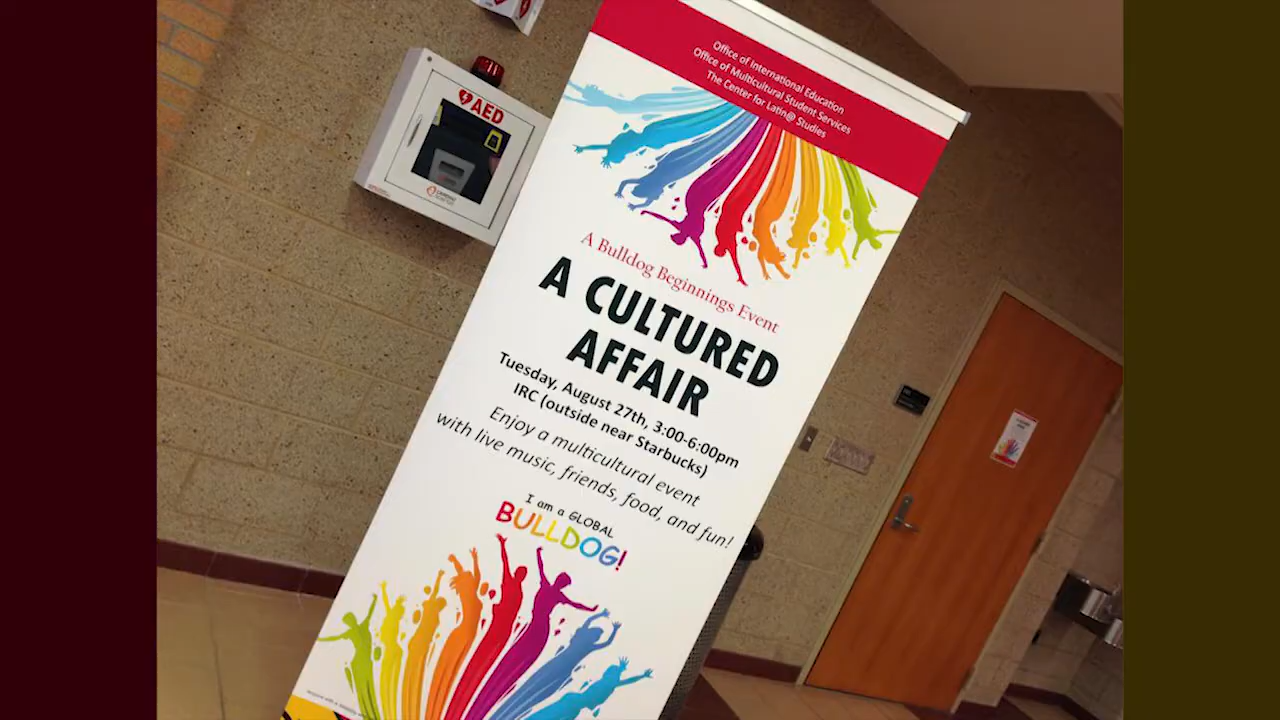 AED
Office of International Education
Office of Multicultural Student Services
The Center for Latin@ Studies
A Bulldog Beginnings Event
A CULTURED
AFFAIR
Tuesday, August 27th, 3:00-6:00pm
IRC (outside near Starbucks)
Enjoy a multicultural event
with live music, friends, food, and fun!
I am a GLOBAL
BULLDOG!